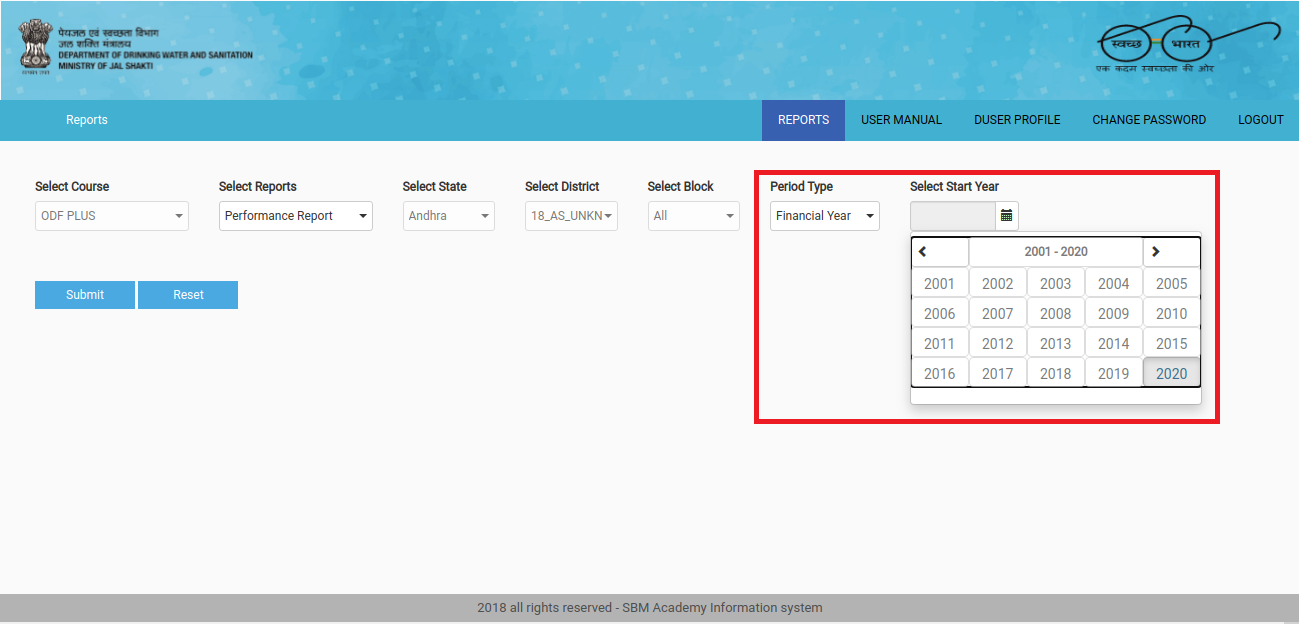 पेयजल एवं स्वच्छता विभाग
जल शक्ति मंत्रालय
DEPARTMENT OF DRINKING WATER AND SANITATION
MINISTRY OF JAL SHAKTI
स्वच्छ भारत
एक कदम स्वच्छता की ओर
Reports REPORTS USER MANUAL DUSER PROFILE CHANGE PASSWORD LOGOUT
Select Course Select Reports Select State Select District Select Block Period Type Select Start Year
ODF PLUS Performance Report Andhra 18_AS_UNKN All Financial Year
2001 - 2020
2001 2002 2003 2004 2005
Submit Reset
2006 2007 2008 2009 2010
2011 2012 2013 2014 2015
2016 2017 2018 2019 2020
2018 all rights reserved - SBM Academy Information system